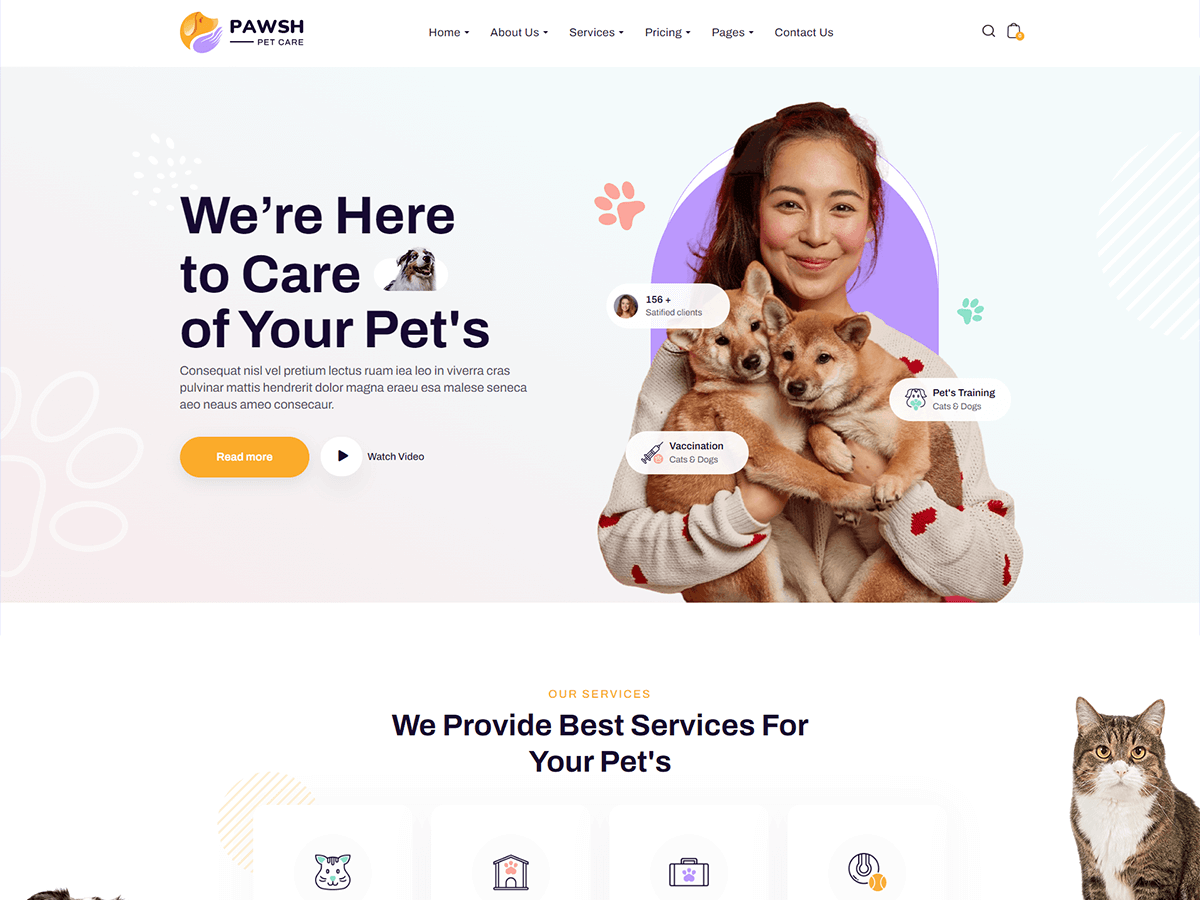 PAWSH
PET CARE
Home
About Us
Services
Pricing
Pages
Contact Us
0
We’re Here
to Care
of Your Pet's
Consequat nisl vel pretium lectus ruam iea leo in viverra cras
pulvinar mattis hendrerit dolor magna eraeu esa malese seneca
aeo neaus ameo consecaur.
Read more
Watch Video
156 +
Satified clients
Pet's Training
Cats & Dogs
Vaccination
Cats & Dogs
OUR SERVICES
We Provide Best Services For
Your Pet's